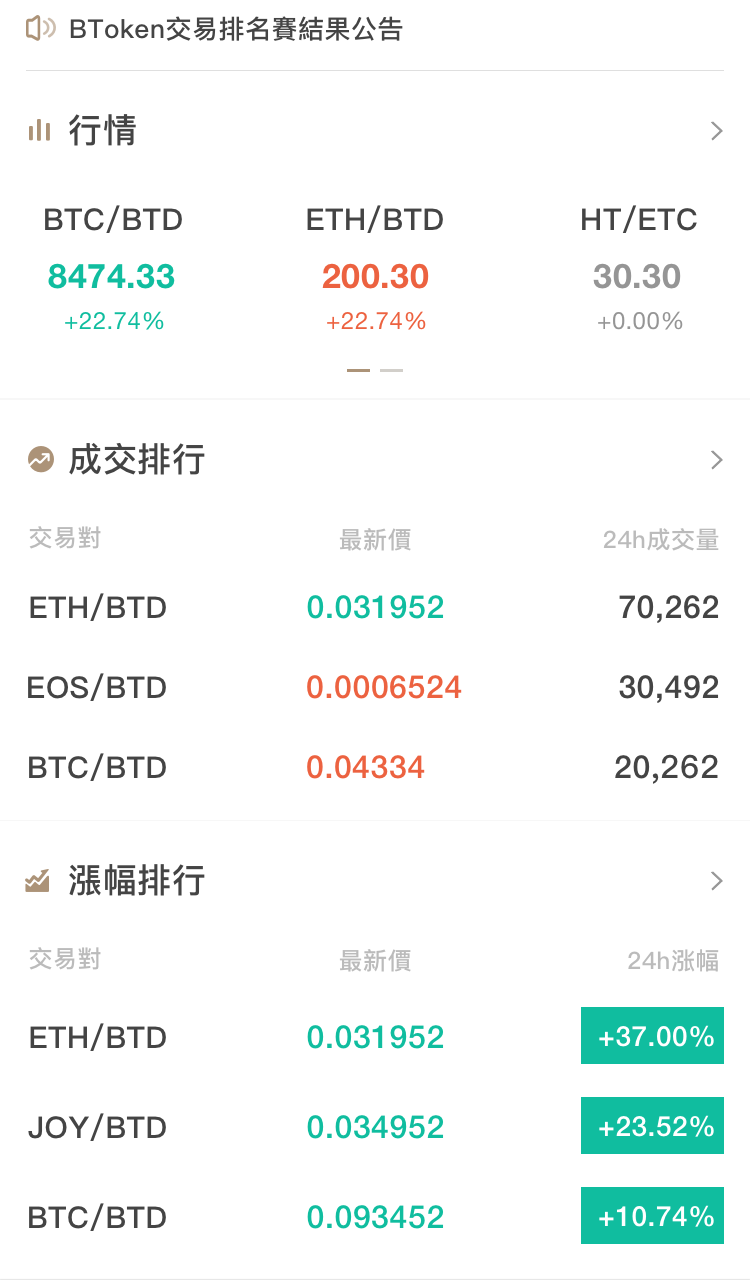 BToken交易排名賽結果公告
行情
BTC/BTD ETH/BTD HT/ETC
8474.33 200.30 30.30
+22.74% +22.74% +0.00%
成交排行
交易對 最新價 24h成交量
ETH/BTD 0.031952 70,262
EOS/BTD 0.0006524 30,492
BTC/BTD 0.04334 20,262
漲幅排行
交易對 最新價 24h涨幅
ETH/BTD 0.031952 +37.00%
JOY/BTD 0.034952 +23.52%
BTC/BTD 0.093452 +10.74%